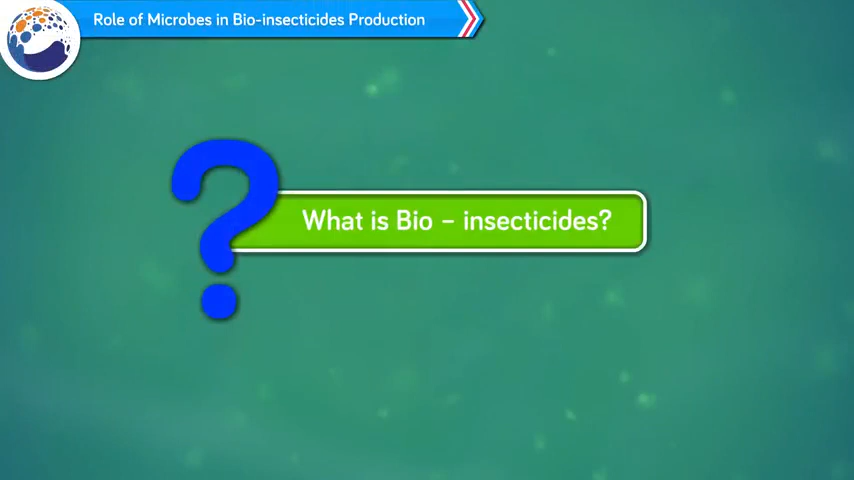 Role of Microbes in Bio-insecticides Production
What is Bio – insecticides?